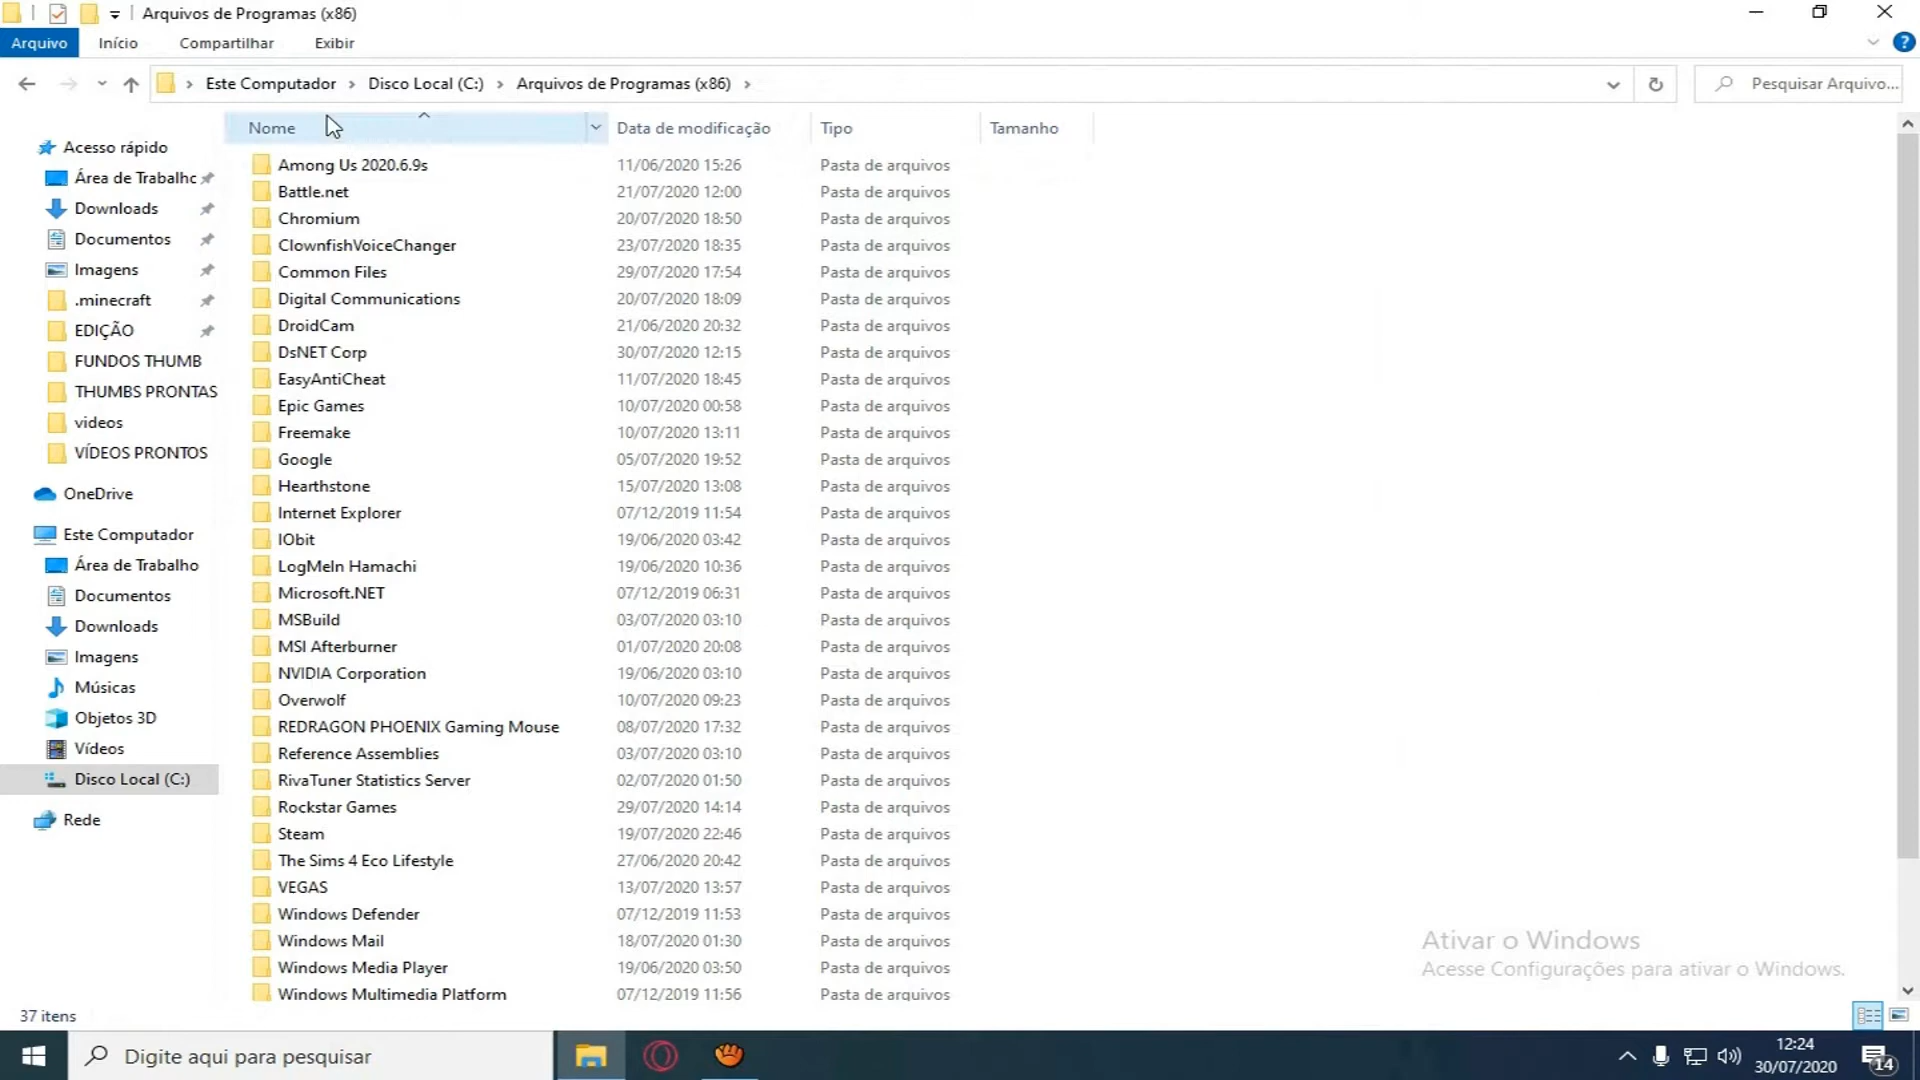 Arquivos de Programas (x86)
Arquivo Início Compartilhar Exibir
Este Computador Disco Local (C:) Arquivos de Programas (x86) Pesquisar Arquivo...
Nome Data de modificação Tipo Tamanho
Acesso rápido
Área de Trabalho
Downloads
Documentos
Imagens
.minecraft
EDIÇÃO
FUNDOS THUMB
THUMBS PRONTAS
videos
VÍDEOS PRONTOS
OneDrive
Este Computador
Área de Trabalho
Documentos
Downloads
Imagens
Músicas
Objetos 3D
Vídeos
Disco Local (C:)
Rede
Among Us 2020.6.9s 11/06/2020 15:26 Pasta de arquivos
Battle.net 21/07/2020 12:00 Pasta de arquivos
Chromium 20/07/2020 18:50 Pasta de arquivos
ClownfishVoiceChanger 23/07/2020 18:35 Pasta de arquivos
Common Files 29/07/2020 17:54 Pasta de arquivos
Digital Communications 20/07/2020 18:09 Pasta de arquivos
DroidCam 21/06/2020 20:32 Pasta de arquivos
DsNET Corp 30/07/2020 12:15 Pasta de arquivos
EasyAntiCheat 11/07/2020 18:45 Pasta de arquivos
Epic Games 10/07/2020 00:58 Pasta de arquivos
Freemake 10/07/2020 13:11 Pasta de arquivos
Google 05/07/2020 19:52 Pasta de arquivos
Hearthstone 15/07/2020 13:08 Pasta de arquivos
Internet Explorer 07/12/2019 11:54 Pasta de arquivos
IObit 19/06/2020 03:42 Pasta de arquivos
LogMeIn Hamachi 19/06/2020 10:36 Pasta de arquivos
Microsoft.NET 07/12/2019 06:31 Pasta de arquivos
MSBuild 03/07/2020 03:10 Pasta de arquivos
MSI Afterburner 01/07/2020 20:08 Pasta de arquivos
NVIDIA Corporation 19/06/2020 03:10 Pasta de arquivos
Overwolf 10/07/2020 09:23 Pasta de arquivos
REDRAGON PHOENIX Gaming Mouse 08/07/2020 17:32 Pasta de arquivos
Reference Assemblies 03/07/2020 03:10 Pasta de arquivos
RivaTuner Statistics Server 02/07/2020 01:50 Pasta de arquivos
Rockstar Games 29/07/2020 14:14 Pasta de arquivos
Steam 19/07/2020 22:46 Pasta de arquivos
The Sims 4 Eco Lifestyle 27/06/2020 20:42 Pasta de arquivos
VEGAS 13/07/2020 13:57 Pasta de arquivos
Windows Defender 07/12/2019 11:53 Pasta de arquivos
Windows Mail 18/07/2020 01:30 Pasta de arquivos
Windows Media Player 19/06/2020 03:50 Pasta de arquivos
Windows Multimedia Platform 07/12/2019 11:56 Pasta de arquivos
Ativar o Windows
Acesse Configurações para ativar o Windows.
37 itens
Digite aqui para pesquisar
12:24
30/07/2020
14